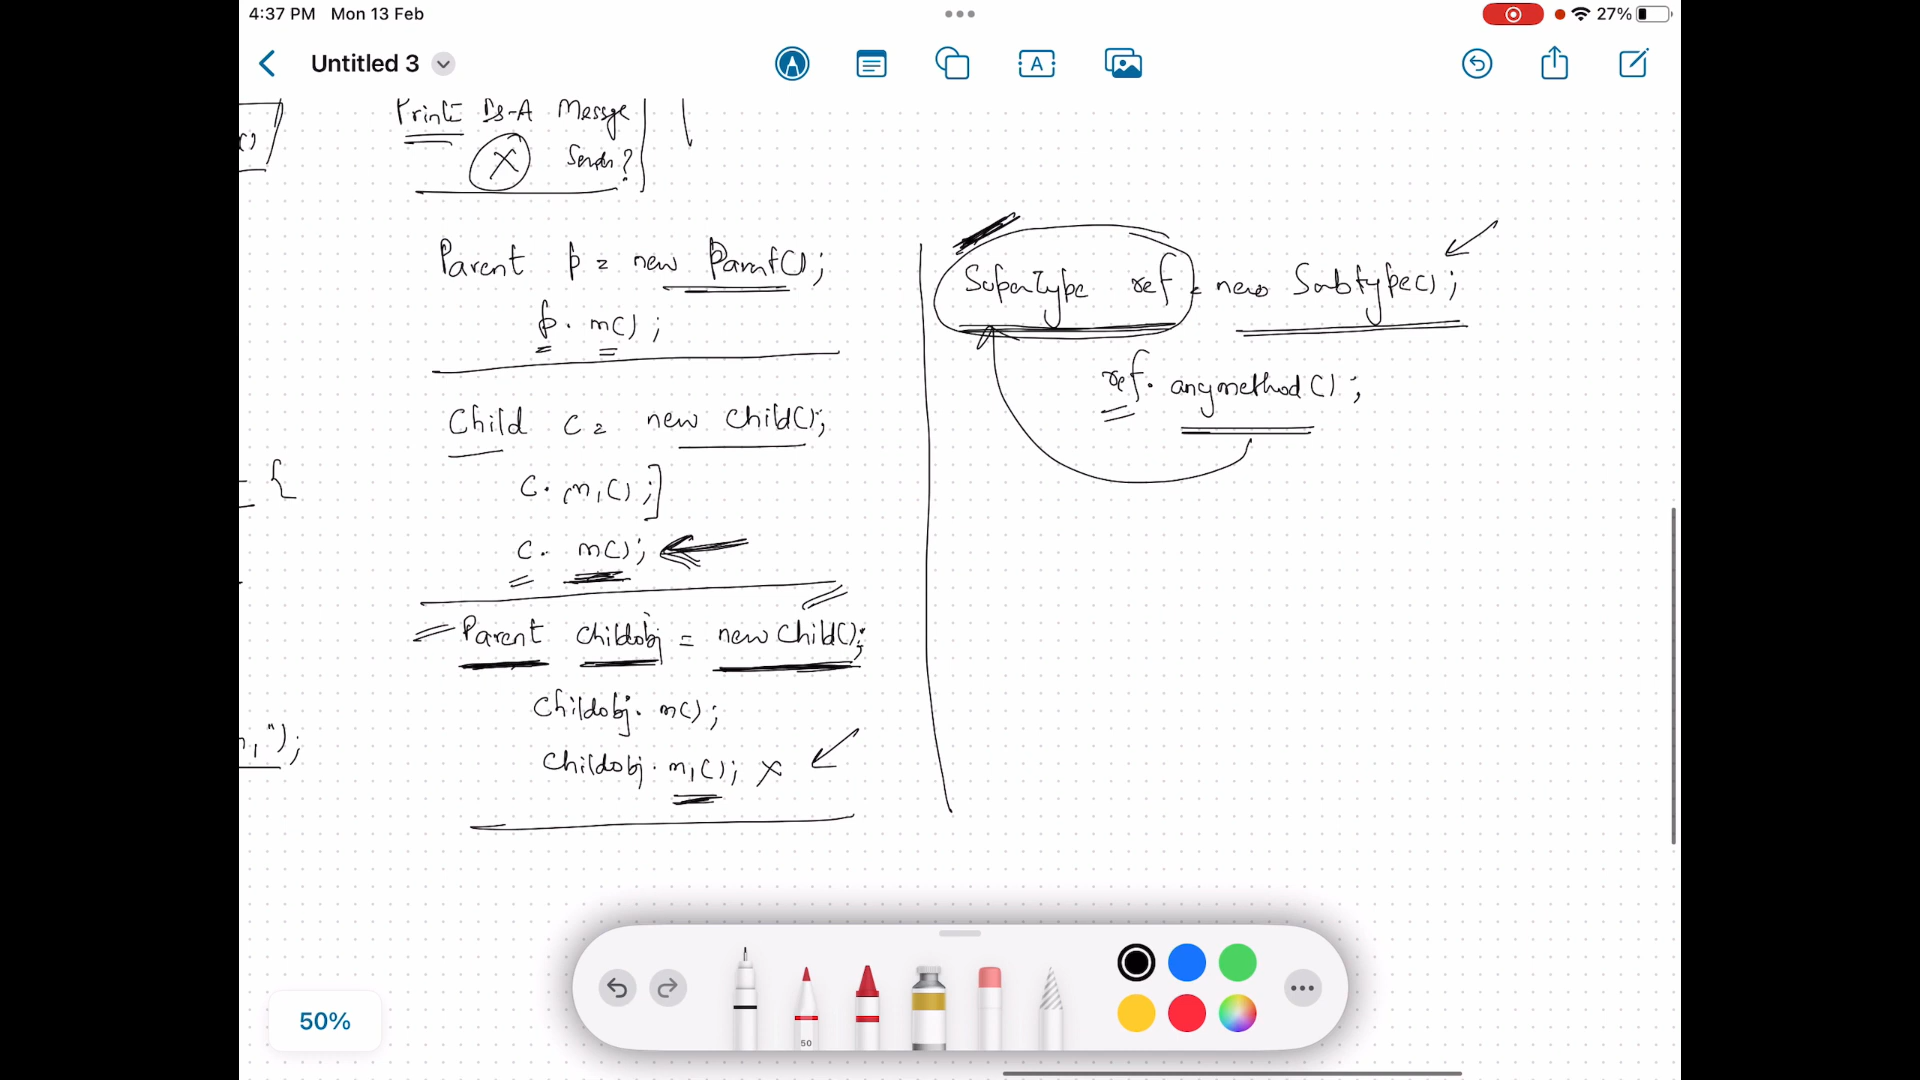 4:37 PM Mon 13 Feb
27%
Untitled 3
A
Print Is-A Messge
X Sender?
Parent p = new Parent();
p. m();
Child c = new child();
c. m1();]
c. m();
Parent childobj = new Child();
childobj. m();
childobj. m1(); x
SuperType ref = new Subtype();
ref. anymethod();
{
");
50
50%